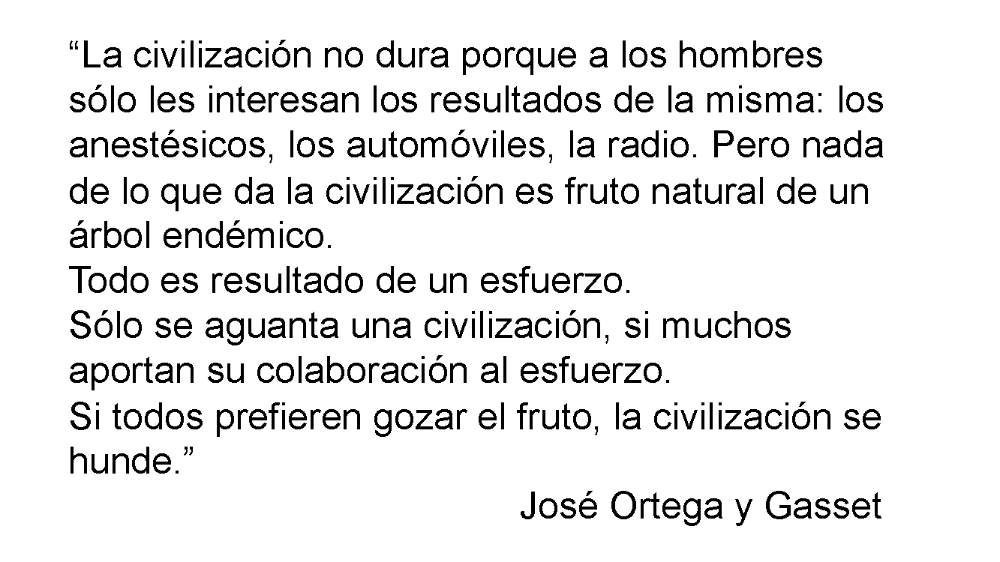 “La civilización no dura porque a los hombres
sólo les interesan los resultados de la misma: los
anestésicos, los automóviles, la radio. Pero nada
de lo que da la civilización es fruto natural de un
árbol endémico.
Todo es resultado de un esfuerzo.
Sólo se aguanta una civilización, si muchos
aportan su colaboración al esfuerzo.
Si todos prefieren gozar el fruto, la civilización se
hunde.”
José Ortega y Gasset